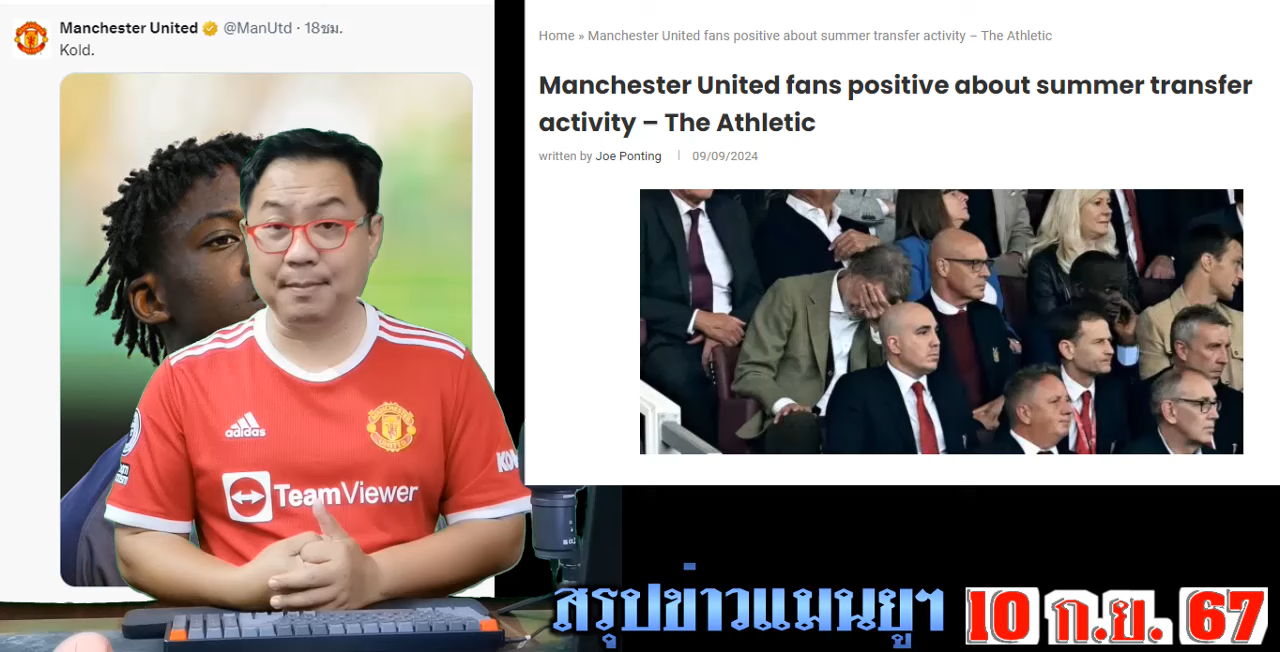 Manchester United @ManUtd · 18ชม.
Kold.
Home » Manchester United fans positive about summer transfer activity – The Athletic
Manchester United fans positive about summer transfer
activity – The Athletic
written by Joe Ponting | 09/09/2024
adidas
TeamViewer
สรุปข่าวแมนยูฯ 10 ก.ย. 67